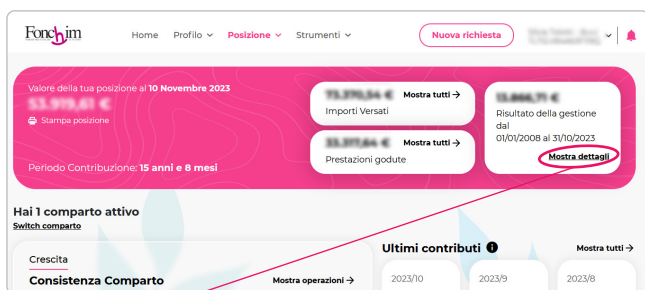 Fonchim
Home Profilo Posizione Strumenti Nuova richiesta
Valore della tua posizione al 10 Novembre 2023
Stampa posizione
Periodo Contribuzione: 15 anni e 8 mesi
Mostra tutti →
Importi Versati
Mostra tutti →
Prestazioni godute
Risultato della gestione
dal
01/01/2008 al 31/10/2023
Mostra dettagli
Hai 1 comparto attivo
Switch comparto
Crescita
Consistenza Comparto Mostra operazioni →
Ultimi contributi Mostra tutti →
2023/10 2023/9 2023/8